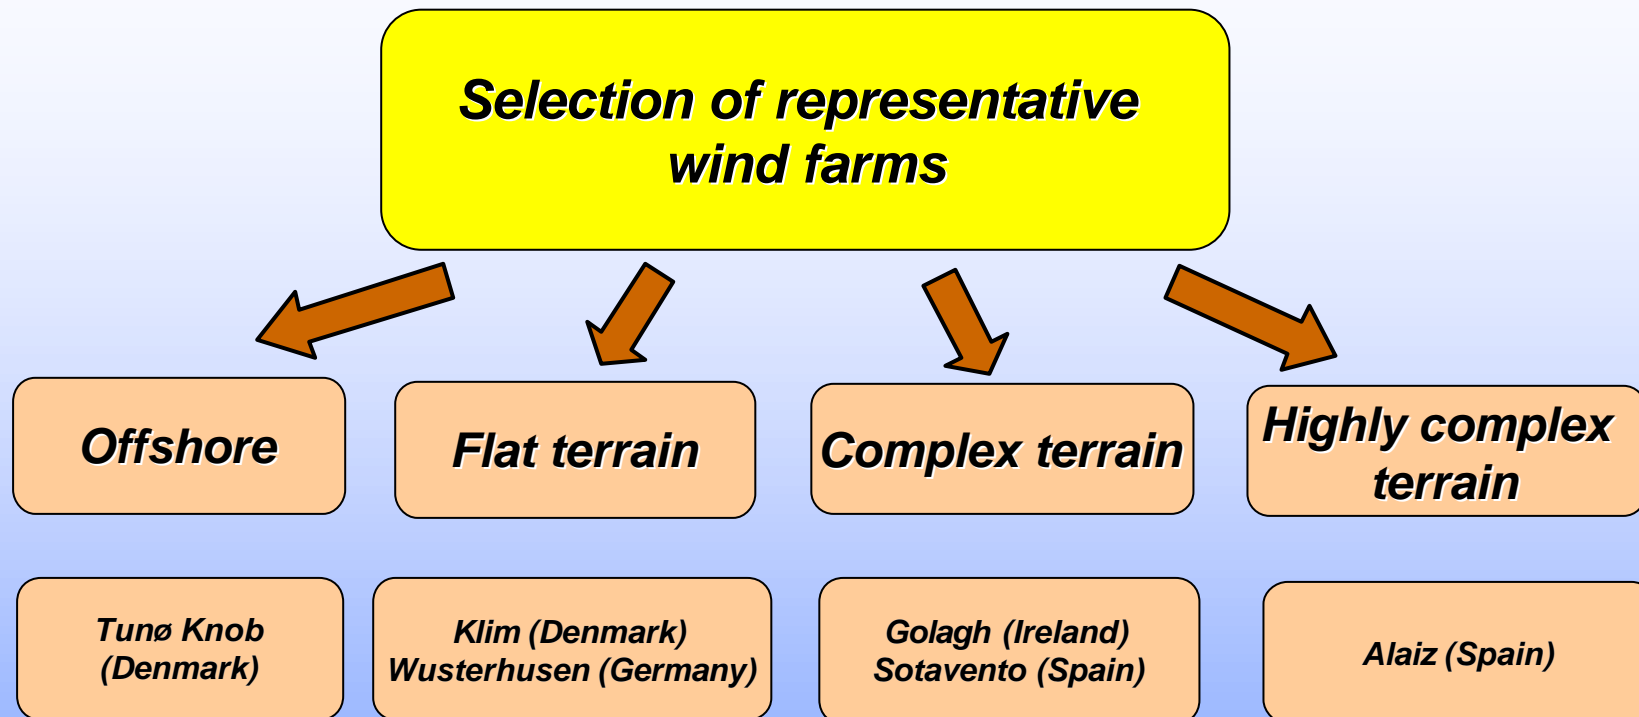 Selection of representative
wind farms
Offshore
Flat terrain
Complex terrain
Highly complex
terrain
Tunø Knob
(Denmark)
Klim (Denmark)
Wusterhusen (Germany)
Golagh (Ireland)
Sotavento (Spain)
Alaiz (Spain)